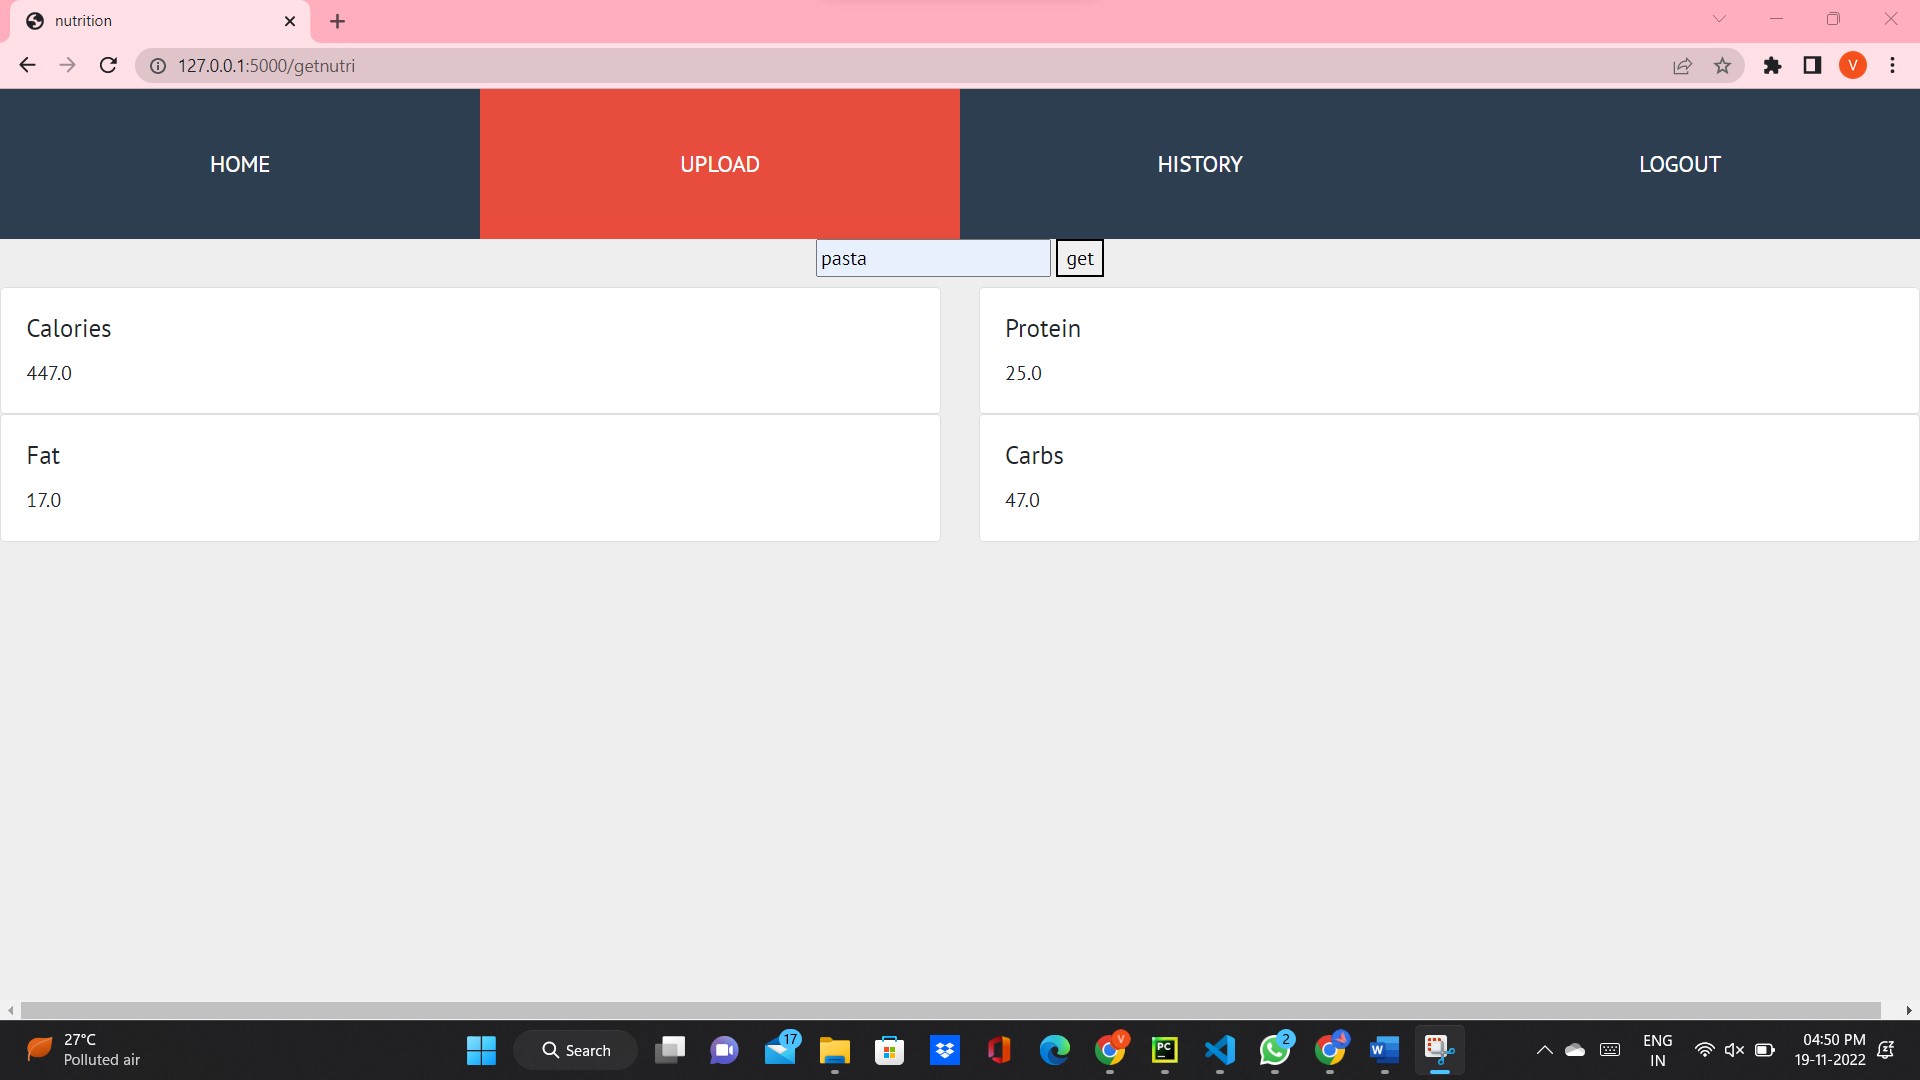 nutrition
127.0.0.1:5000/getnutri
V
HOME
UPLOAD
HISTORY
LOGOUT
pasta
get
Calories
447.0
Protein
25.0
Fat
17.0
Carbs
47.0
27°C
Polluted air
Search
17
V
PC
2
W
ENG
IN
04:50 PM
19-11-2022